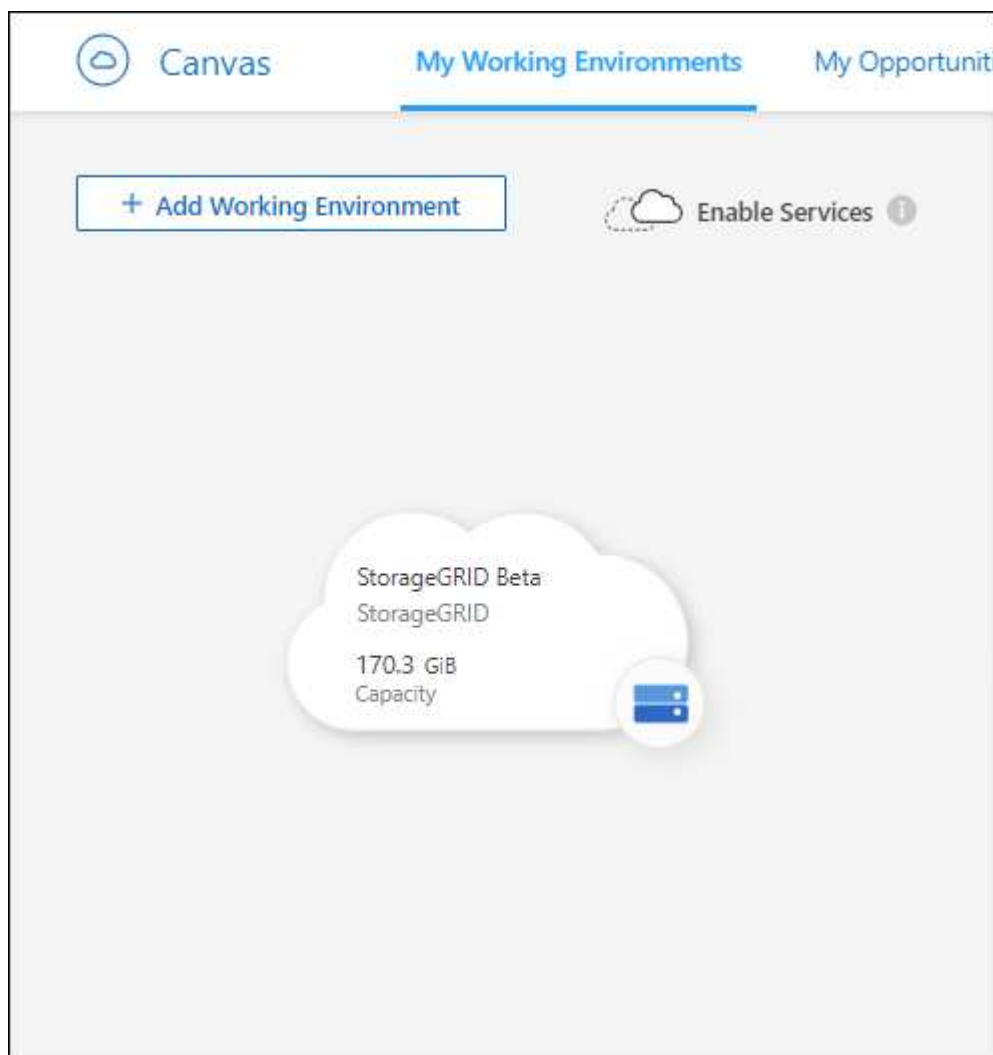 Canvas
My Working Environments
My Opportunit
+ Add Working Environment
Enable Services
StorageGRID Beta
StorageGRID
170.3 GiB
Capacity